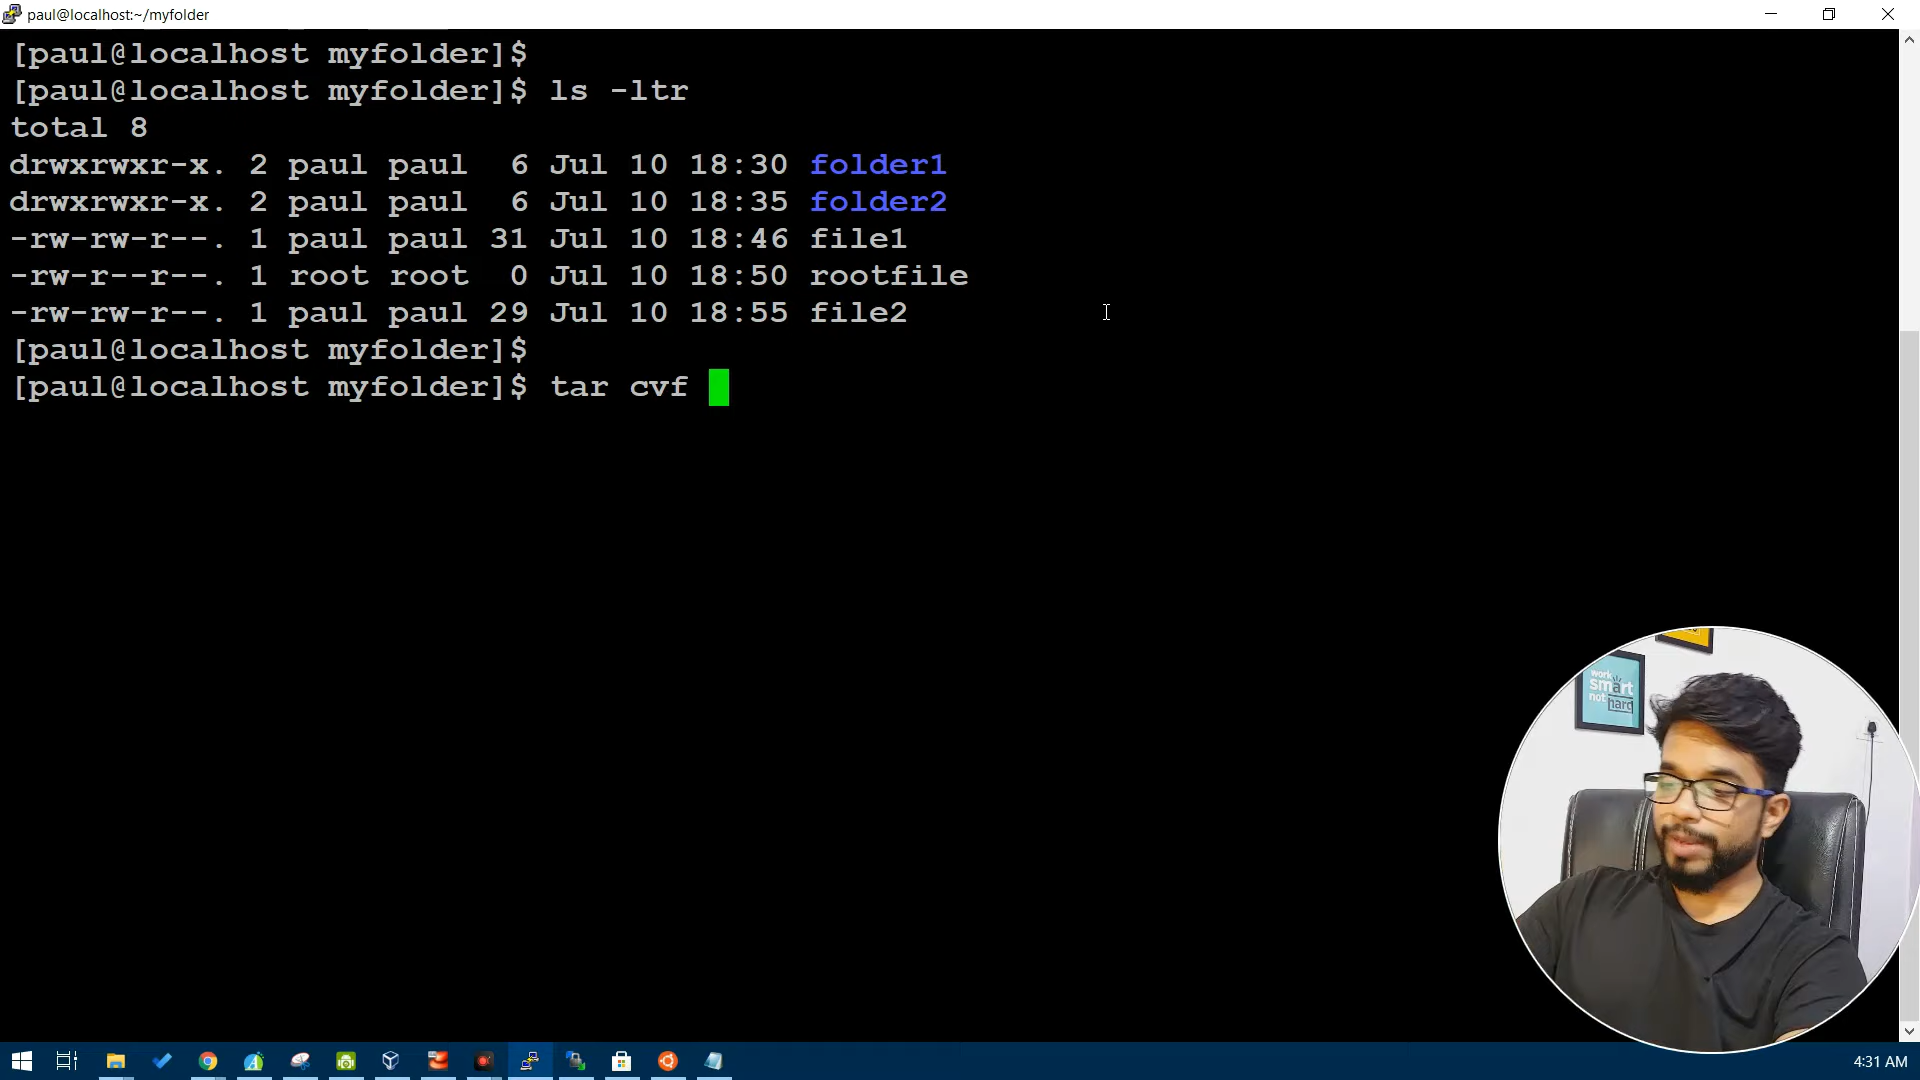 paul@localhost:~/myfolder
[paul@localhost myfolder]$
[paul@localhost myfolder]$ ls -ltr
total 8
drwxrwxr-x. 2 paul paul  6 Jul 10 18:30 folder1
drwxrwxr-x. 2 paul paul  6 Jul 10 18:35 folder2
-rw-rw-r--. 1 paul paul 31 Jul 10 18:46 file1
-rw-r--r--. 1 root root  0 Jul 10 18:50 rootfile
-rw-rw-r--. 1 paul paul 29 Jul 10 18:55 file2
[paul@localhost myfolder]$
[paul@localhost myfolder]$ tar cvf
work
smart
not
hard
4:31 AM